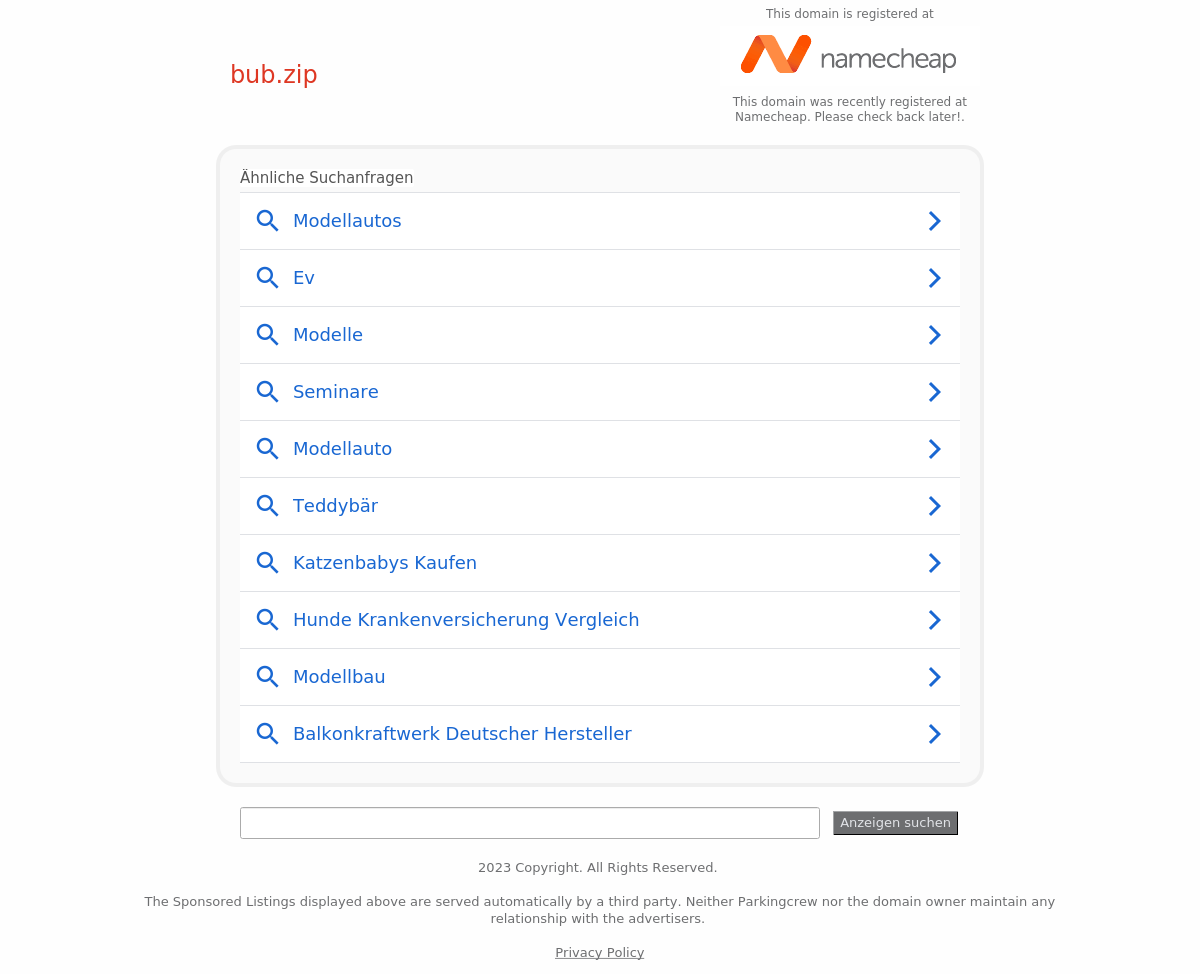 This domain is registered at
bub.zip
namecheap
This domain was recently registered at
Namecheap. Please check back later!.
Ähnliche Suchanfragen
Modellautos
Ev
Modelle
Seminare
Modellauto
Teddybär
Katzenbabys Kaufen
Hunde Krankenversicherung Vergleich
Modellbau
Balkonkraftwerk Deutscher Hersteller
Anzeigen suchen
2023 Copyright. All Rights Reserved.
The Sponsored Listings displayed above are served automatically by a third party. Neither Parkingcrew nor the domain owner maintain any
relationship with the advertisers.
Privacy Policy